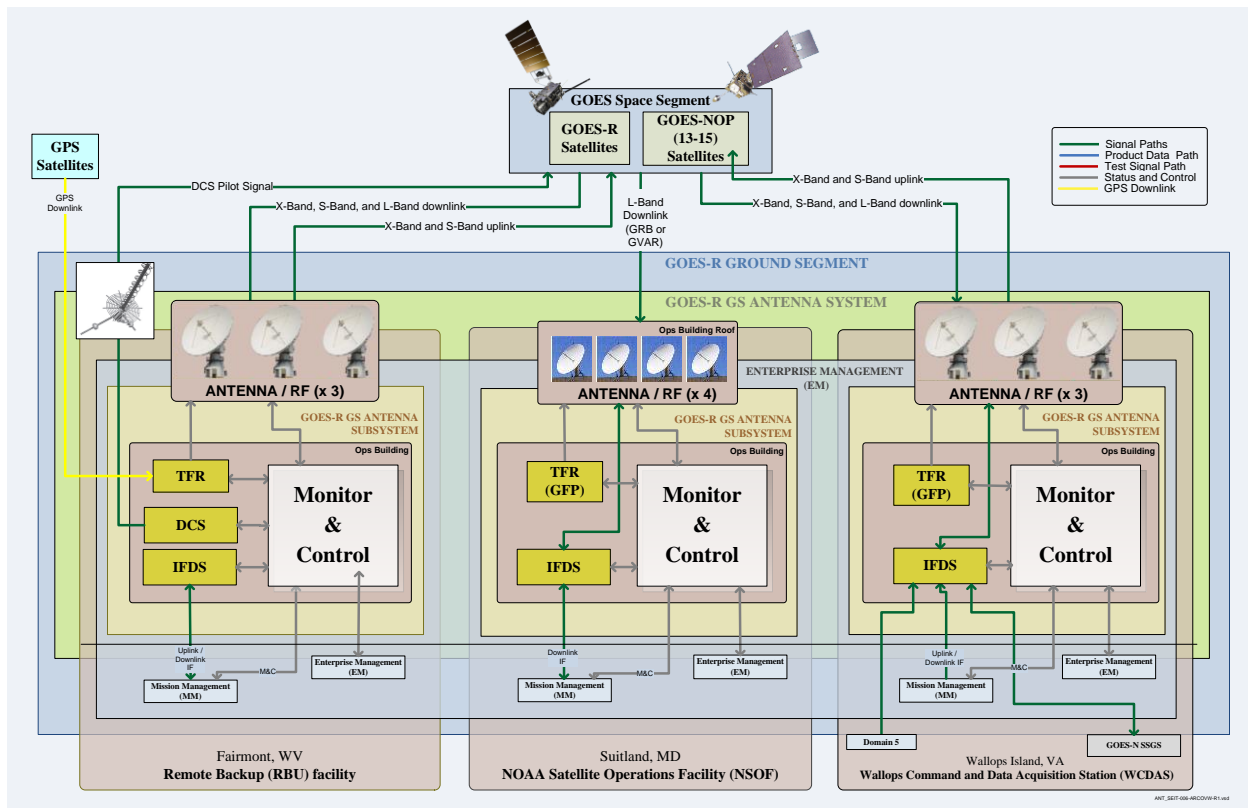 GOES Space Segment
GOES-R
Satellites
GOES-NOP
(13-15)
Satellites
GPS
Satellites
GPS
Downlink
DCS Pilot Signal
X-Band, S-Band, and L-Band downlink
X-Band and S-Band uplink
L-Band
Downlink
(GRB or
GVAR)
X-Band and S-Band uplink
X-Band, S-Band, and L-Band downlink
Signal Paths
Product Data Path
Test Signal Path
Status and Control
GPS Downlink
GOES-R GROUND SEGMENT
GOES-R GS ANTENNA SYSTEM
ENTERPRISE MANAGEMENT
(EM)
ANTENNA / RF (x 3)
GOES-R GS ANTENNA
SUBSYSTEM
Ops Building
TFR
DCS
IFDS
Monitor
&
Control
Uplink /
Downlink
IF
M&C
Mission Management
(MM)
Enterprise Management
(EM)
Fairmont, WV
Remote Backup (RBU) facility
Ops Building Roof
ANTENNA / RF (x 4)
GOES-R GS ANTENNA
SUBSYSTEM
Ops Building
TFR
(GFP)
IFDS
Monitor
&
Control
Downlink
IF
M&C
Mission Management
(MM)
Enterprise Management
(EM)
Suitland, MD
NOAA Satellite Operations Facility (NSOF)
ANTENNA / RF (x 3)
GOES-R GS ANTENNA
SUBSYSTEM
Ops Building
TFR
(GFP)
IFDS
Monitor
&
Control
Uplink /
Downlink IF
M&C
Mission Management
(MM)
Enterprise Management
(EM)
Domain 5
GOES-N SSGS
Wallops Island, VA
Wallops Command and Data Acquisition Station (WCDAS)
ANT_SEIT-006-ARCOVW-R1.vsd